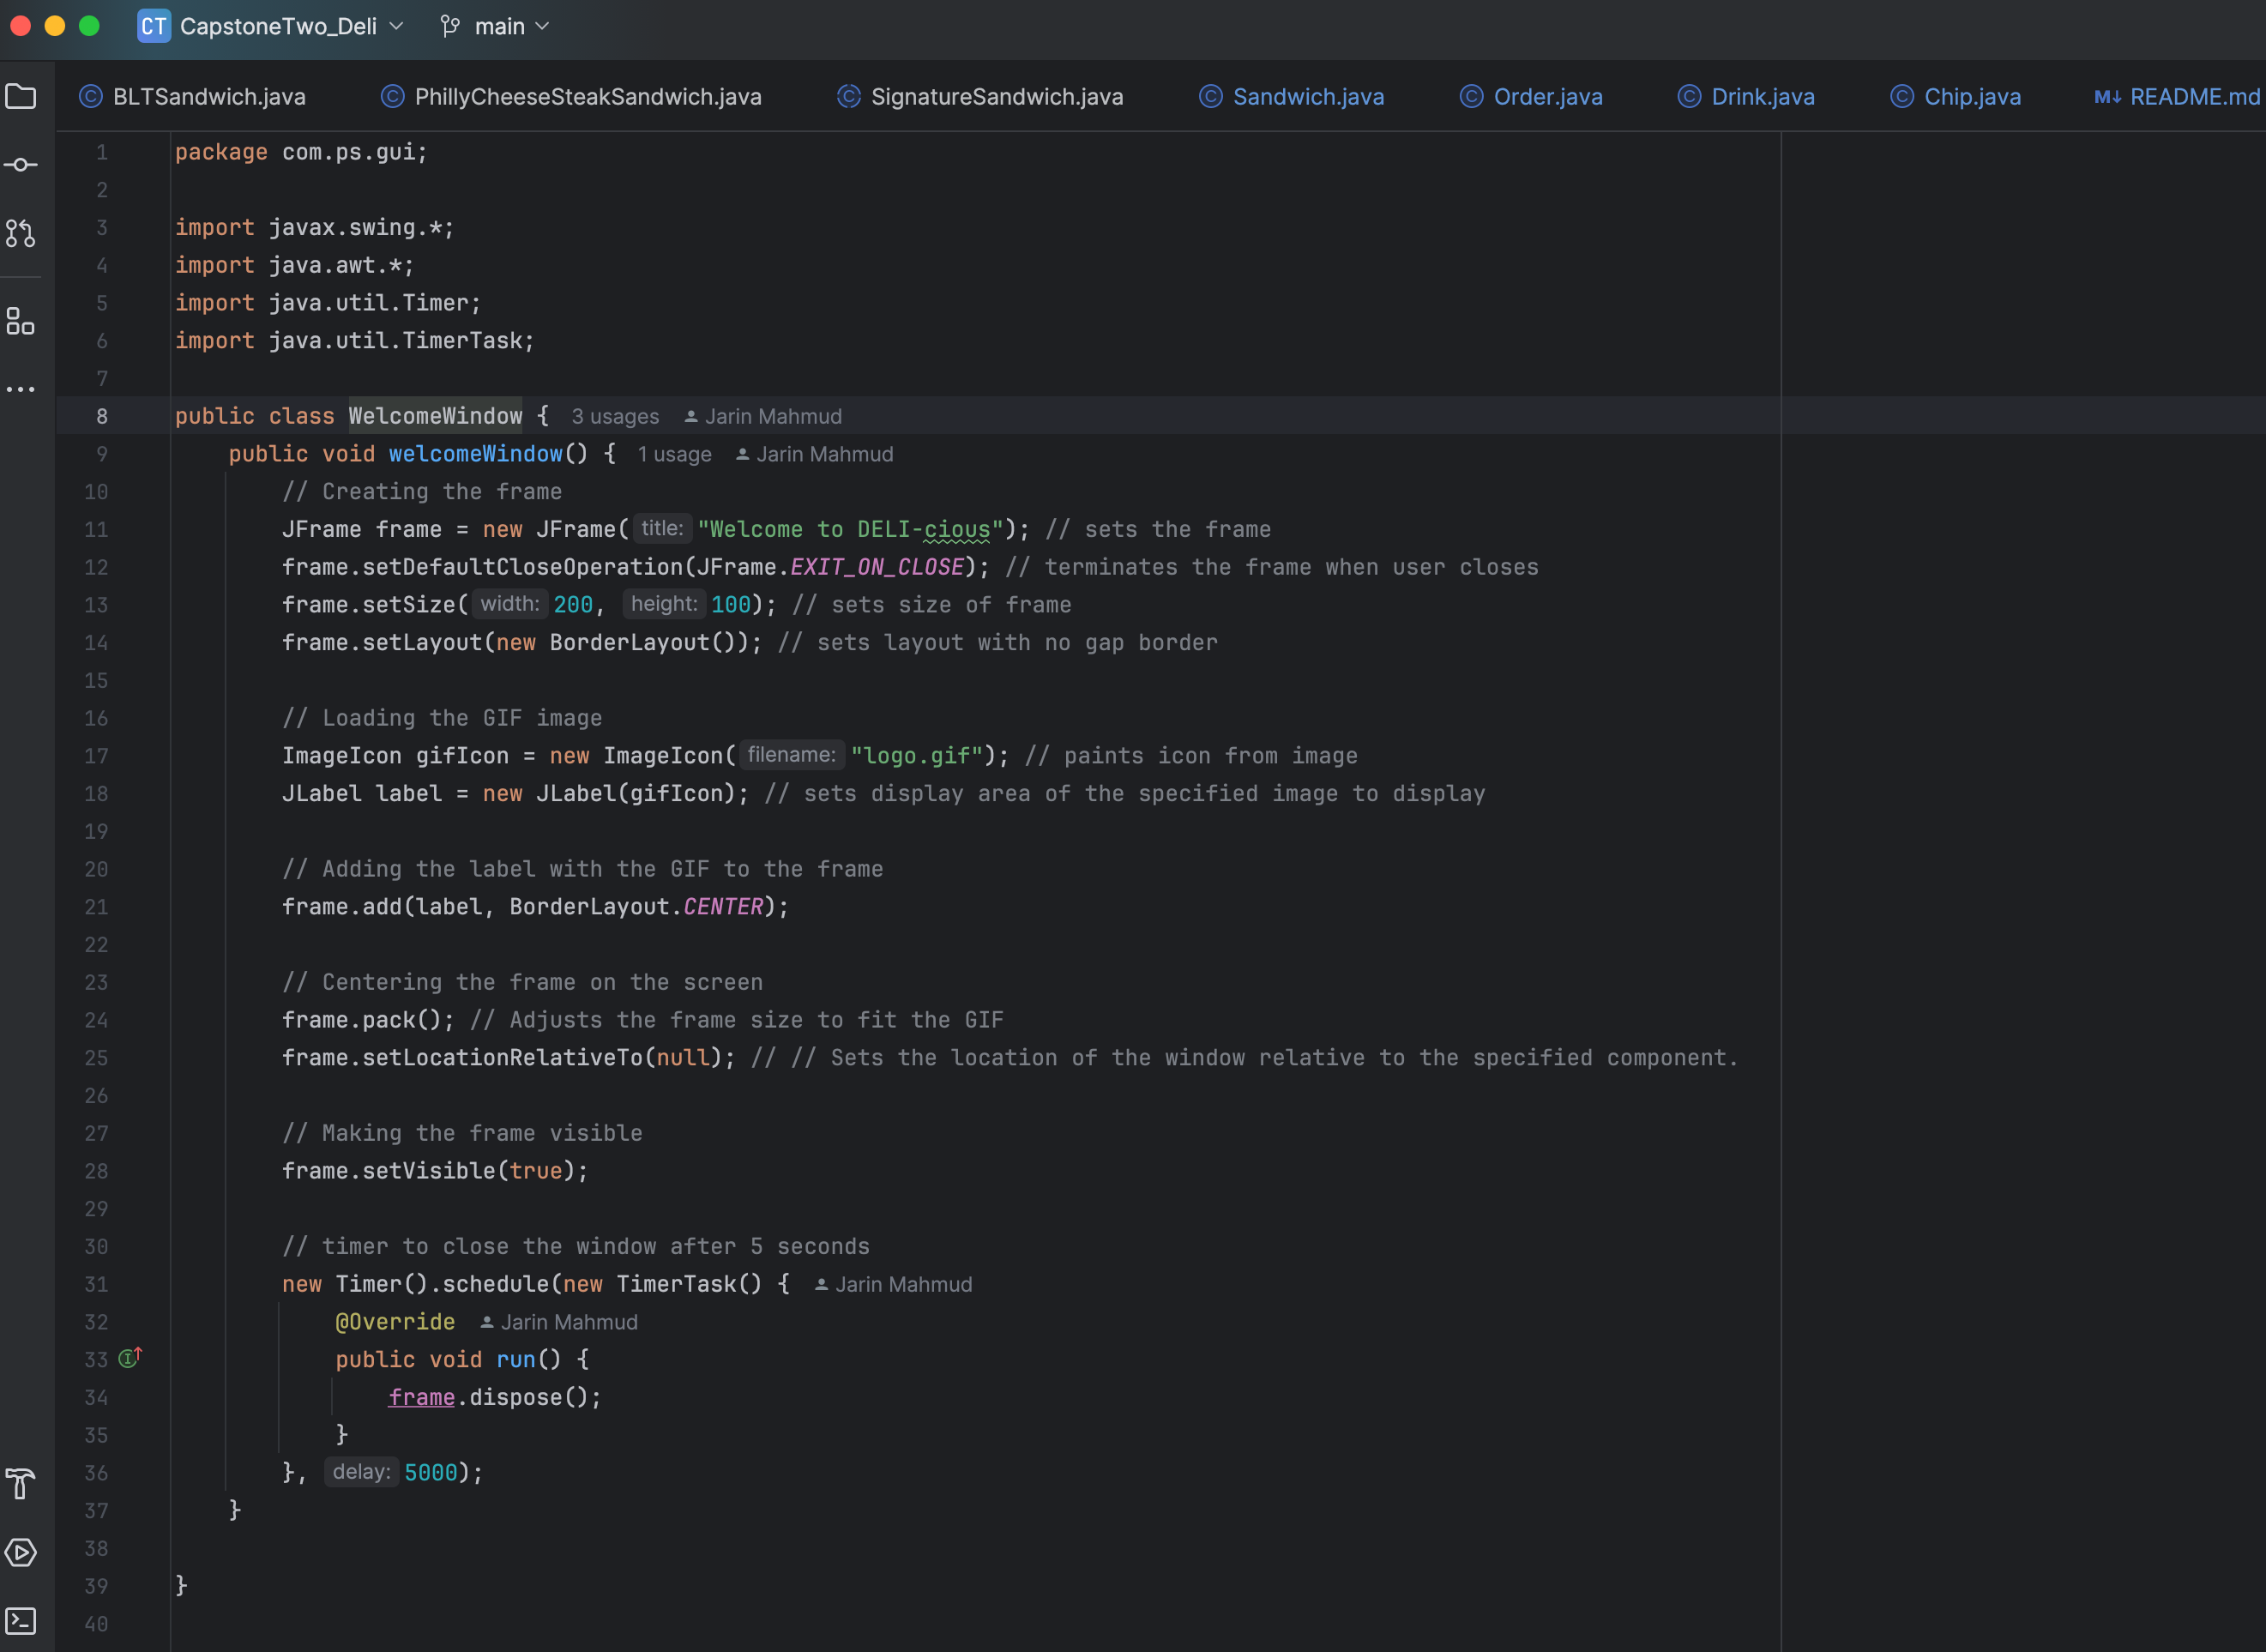 CT CapstoneTwo_Deli main
BLTSandwich.java PhillyCheeseSteakSandwich.java SignatureSandwich.java Sandwich.java Order.java Drink.java Chip.java M↓ README.md
1 package com.ps.gui;
2
3 import javax.swing.*;
4 import java.awt.*;
5 import java.util.Timer;
6 import java.util.TimerTask;
7
8 public class WelcomeWindow { 3 usages Jarin Mahmud
9 public void welcomeWindow() { 1 usage Jarin Mahmud
10 // Creating the frame
11 JFrame frame = new JFrame( title: "Welcome to DELI-cious"); // sets the frame
12 frame.setDefaultCloseOperation(JFrame.EXIT_ON_CLOSE); // terminates the frame when user closes
13 frame.setSize( width: 200, height: 100); // sets size of frame
14 frame.setLayout(new BorderLayout()); // sets layout with no gap border
15
16 // Loading the GIF image
17 ImageIcon gifIcon = new ImageIcon( filename: "logo.gif"); // paints icon from image
18 JLabel label = new JLabel(gifIcon); // sets display area of the specified image to display
19
20 // Adding the label with the GIF to the frame
21 frame.add(label, BorderLayout.CENTER);
22
23 // Centering the frame on the screen
24 frame.pack(); // Adjusts the frame size to fit the GIF
25 frame.setLocationRelativeTo(null); // // Sets the location of the window relative to the specified component.
26
27 // Making the frame visible
28 frame.setVisible(true);
29
30 // timer to close the window after 5 seconds
31 new Timer().schedule(new TimerTask() { Jarin Mahmud
32 @Override Jarin Mahmud
33 public void run() {
34 frame.dispose();
35 }
36 }, delay: 5000);
37 }
38
39 }
40